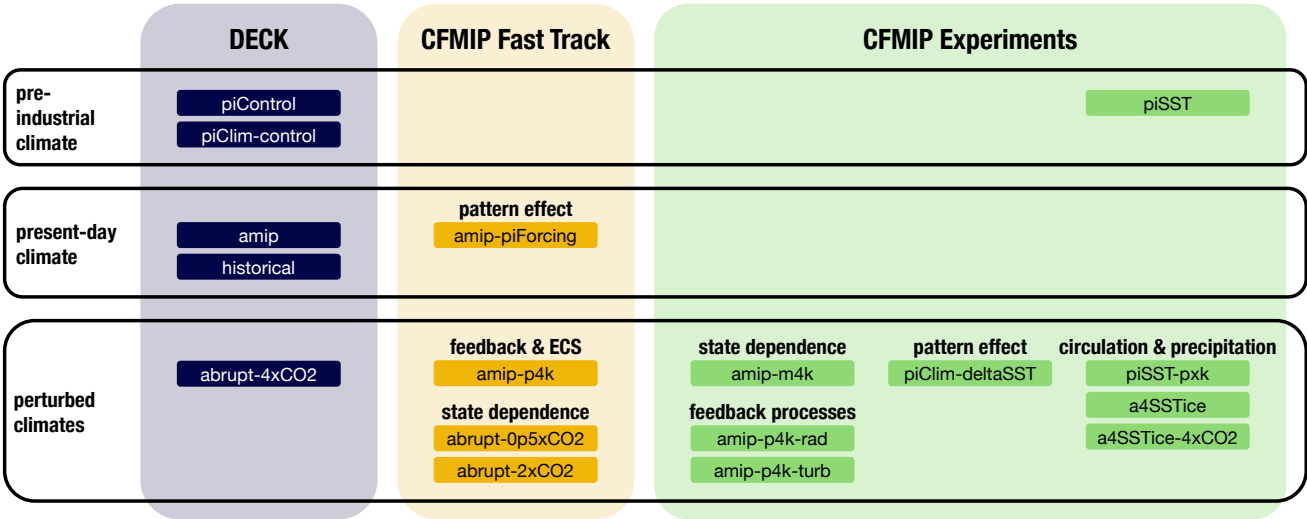 DECK
CFMIP Fast Track
CFMIP Experiments
pre-
industrial
climate
piControl
piClim-control
piSST
present-day
climate
amip
historical
pattern effect
amip-piForcing
perturbed
climates
abrupt-4xCO2
feedback & ECS
amip-p4k
state dependence
abrupt-0p5xCO2
abrupt-2xCO2
state dependence
amip-m4k
feedback processes
amip-p4k-rad
amip-p4k-turb
pattern effect
piClim-deltaSST
circulation & precipitation
piSST-pxk
a4SSTice
a4SSTice-4xCO2